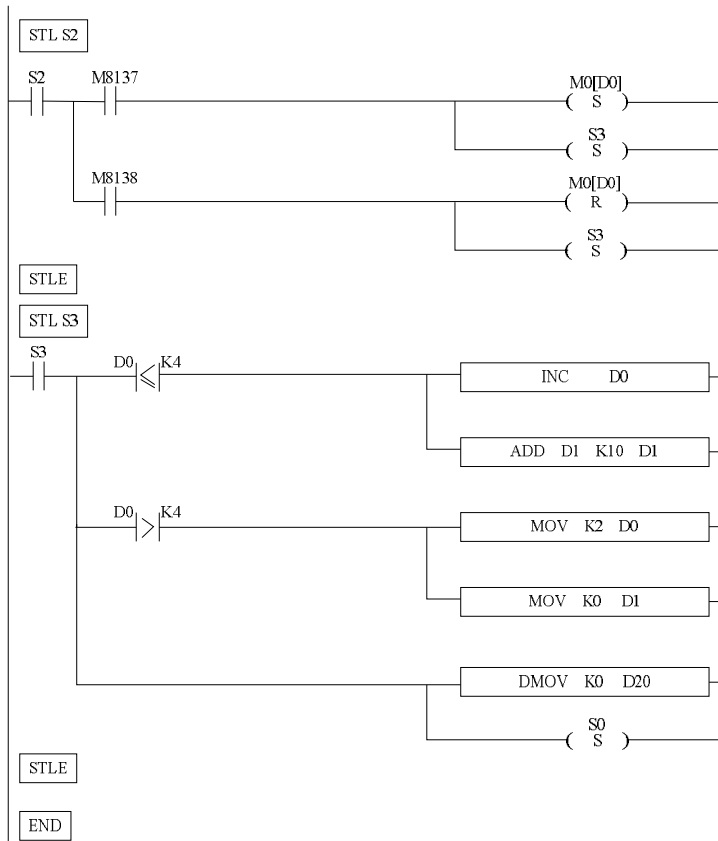 STL S2
S2 M8137 M0[D0]
S
S3
S
M8138 M0[D0]
R
S3
S
STLE
STL S3
S3
D0 ≤ K4 INC D0
ADD D1 K10 D1
D0 > K4 MOV K2 D0
MOV K0 D1
DMOV K0 D20
S0
S
STLE
END